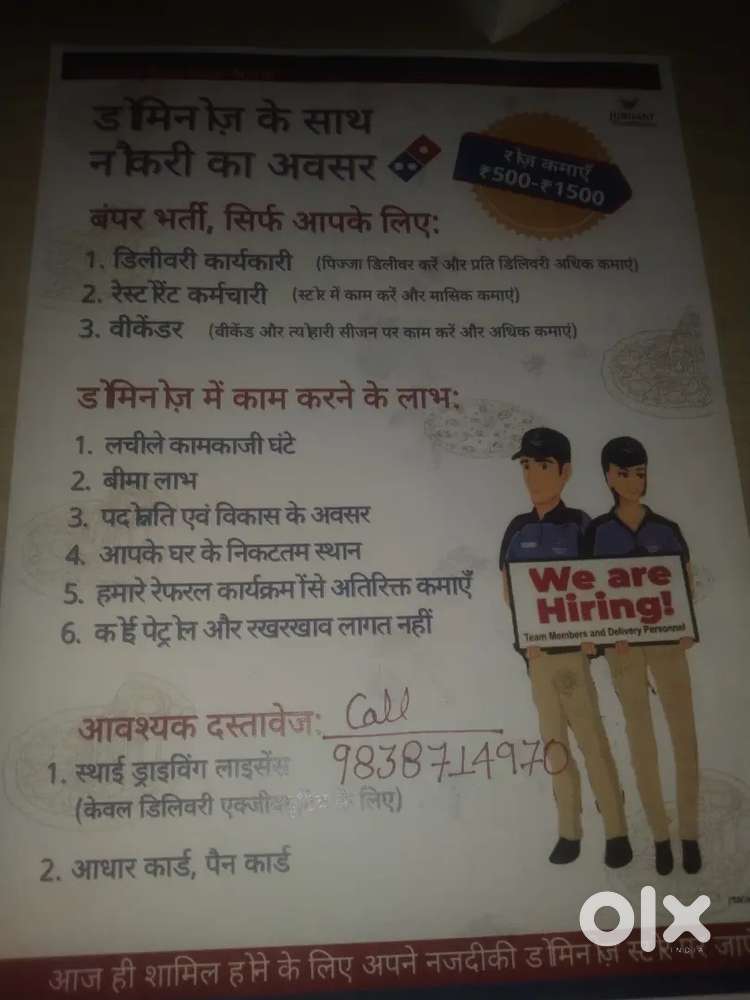 डोमिनोज़ के साथ
नौकरी का अवसर
रोज़ कमाएँ
₹500-₹1500
बंपर भर्ती, सिर्फ आपके लिए:
1. डिलीवरी कार्यकारी (पिज्जा डिलीवर करें और प्रति डिलिवरी अधिक कमाएं)
2. रेस्टोरेंट कर्मचारी (स्टोर में काम करें और मासिक कमाएं)
3. वीकेंडर (वीकेंड और त्योहारी सीजन पर काम करें और अधिक कमाएं)
डोमिनोज़ में काम करने के लाभ:
1. लचीले कामकाजी घंटे
2. बीमा लाभ
3. पदोन्नति एवं विकास के अवसर
4. आपके घर के निकटतम स्थान
5. हमारे रेफरल कार्यक्रमों से अतिरिक्त कमाएँ
6. कोई पेट्रोल और रखरखाव लागत नहीं
We are
Hiring!
Team Members and Delivery Personnel
आवश्यक दस्तावेज: Call
9838714970
1. स्थाई ड्राइविंग लाइसेंस
(केवल डिलिवरी लिए)
2. आधार कार्ड, पैन कार्ड
olx
INDIA
आज ही शामिल होने के लिए अपने नजदीकी डोमिनोज़ स्टोर पर